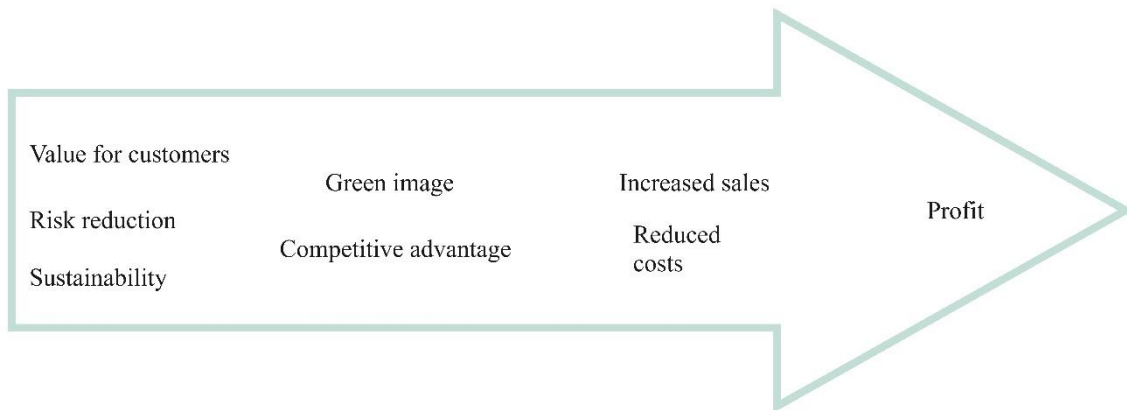 Value for customers
Risk reduction
Sustainability
Green image
Competitive advantage
Increased sales
Reduced
costs
Profit